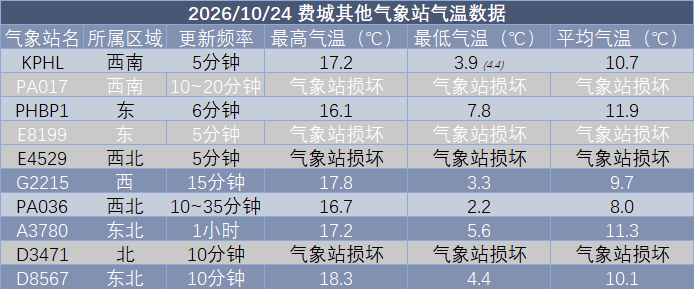 2026/10/24 费城其他气象站气温数据
气象站名 所属区域 更新频率 最高气温（℃） 最低气温（℃） 平均气温（℃）
KPHL 西南 5分钟 17.2 3.9 (4.4) 10.7
PA017 西南 10~20分钟 气象站损坏 气象站损坏 气象站损坏
PHBP1 东 6分钟 16.1 7.8 11.9
E8199 东 5分钟 气象站损坏 气象站损坏 气象站损坏
E4529 西北 5分钟 气象站损坏 气象站损坏 气象站损坏
G2215 西 15分钟 17.8 3.3 9.7
PA036 西北 10~35分钟 16.7 2.2 8.0
A3780 东北 1小时 17.2 5.6 11.3
D3471 北 10分钟 气象站损坏 气象站损坏 气象站损坏
D8567 东北 10分钟 18.3 4.4 10.1